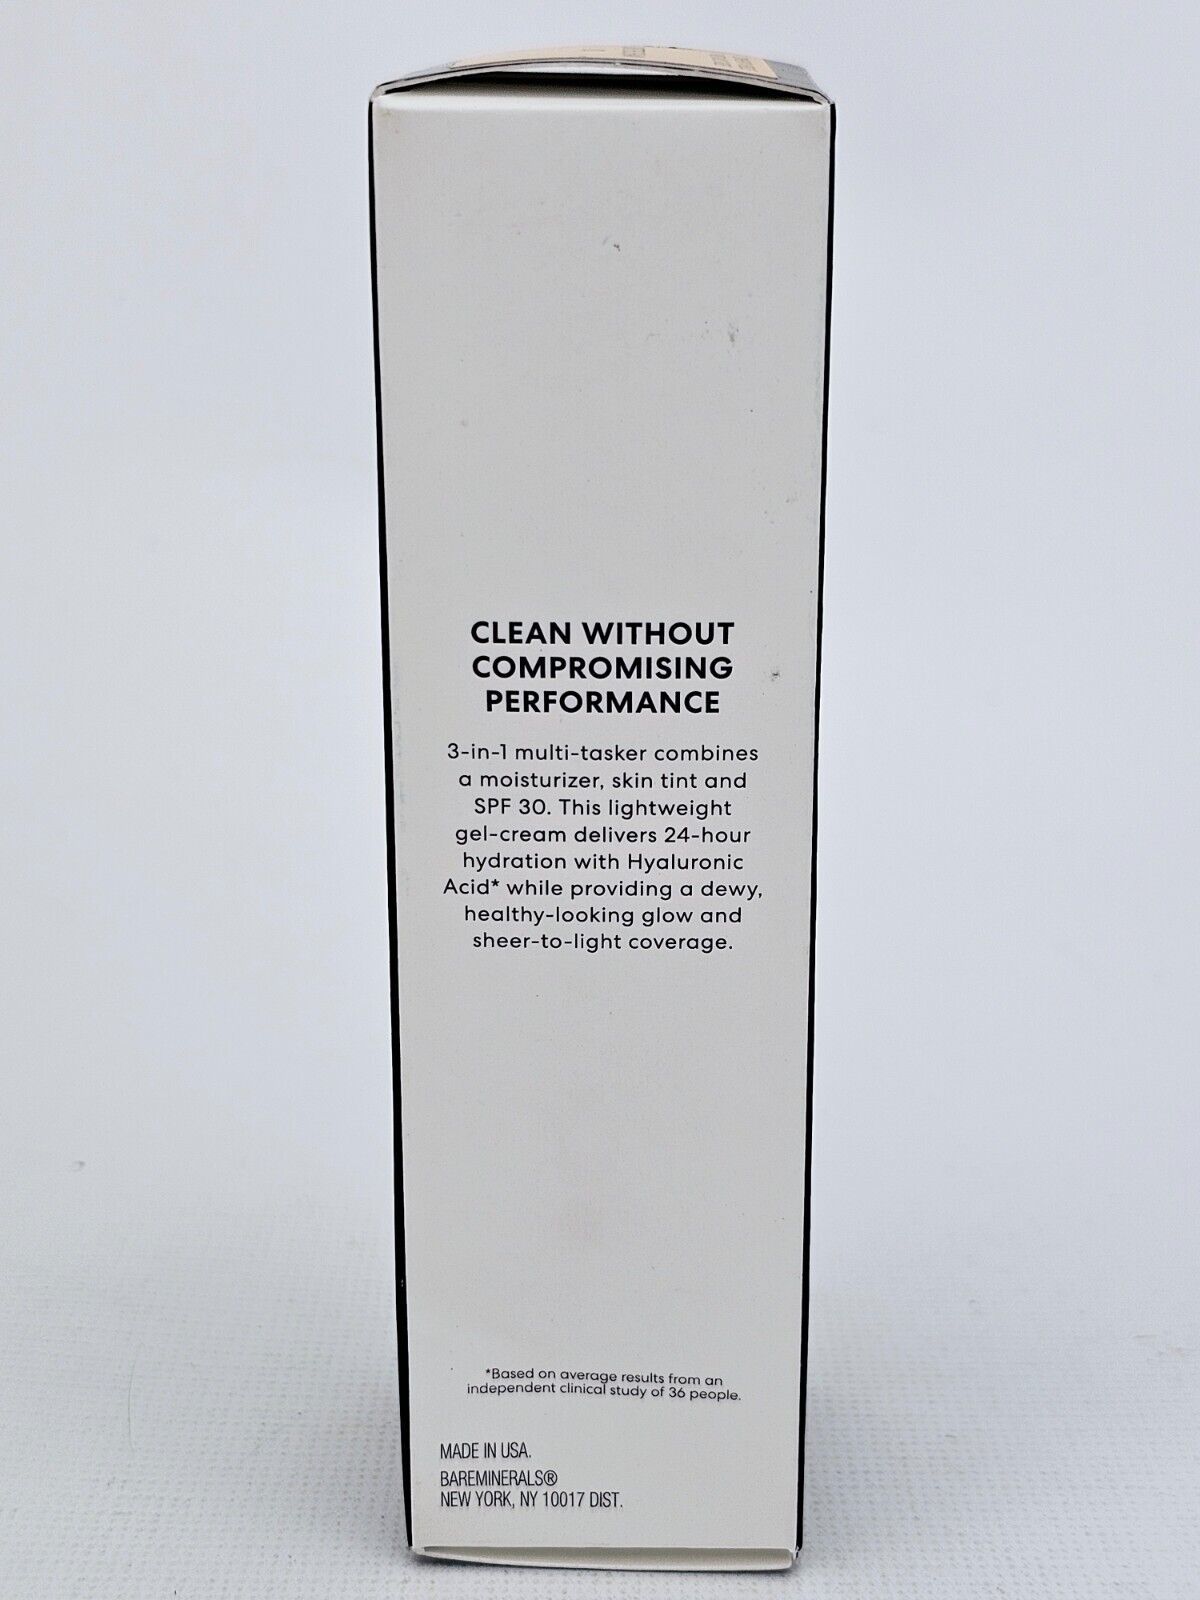 CLEAN WITHOUT
COMPROMISING
PERFORMANCE
3-in-1 multi-tasker combines
a moisturizer, skin tint and
SPF 30. This lightweight
gel-cream delivers 24-hour
hydration with Hyaluronic
Acid* while providing a dewy,
healthy-looking glow and
sheer-to-light coverage.
*Based on average results from an
independent clinical study of 36 people.
MADE IN USA.
BAREMINERALS®
NEW YORK, NY 10017 DIST.